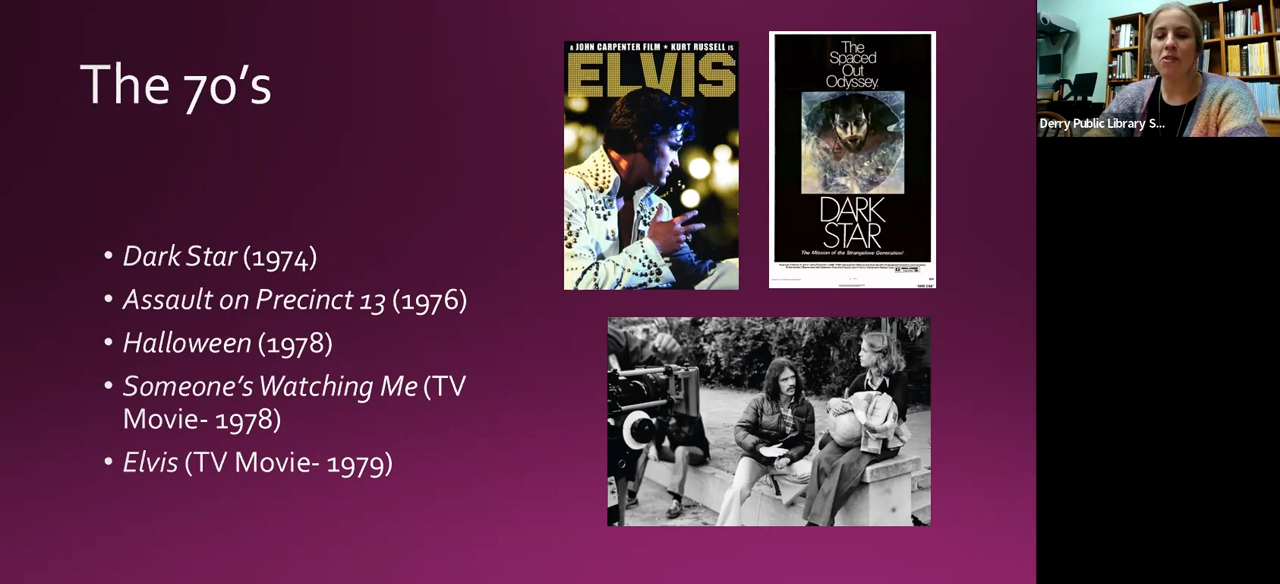 The 70's
• Dark Star (1974)
• Assault on Precinct 13 (1976)
• Halloween (1978)
• Someone's Watching Me (TV
Movie- 1978)
• Elvis (TV Movie- 1979)
A JOHN CARPENTER FILM ★ KURT RUSSELL IS
ELVIS
The
Spaced
Out
Odyssey.
DARK
STAR
The Mission of the Strangelove Generation!
Derry Public Library S...